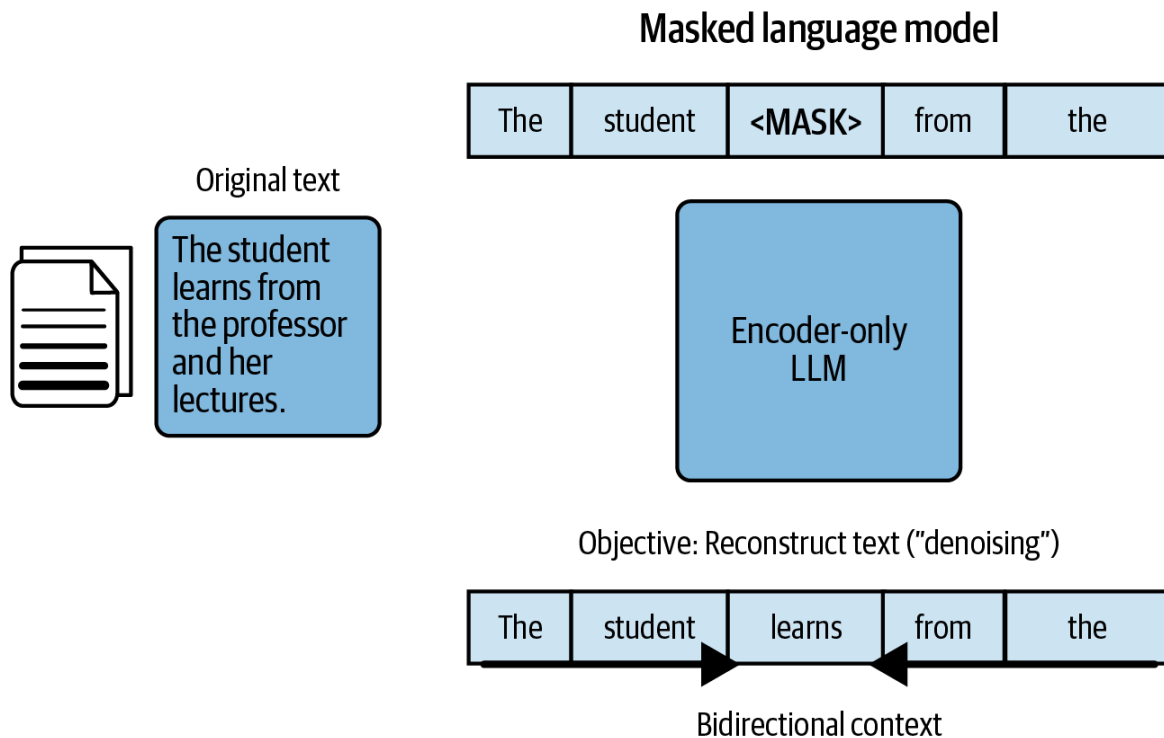 Masked language model
The student <MASK> from the
Original text
The student
learns from
the professor
and her
lectures.
Encoder-only
LLM
Objective: Reconstruct text ("denoising")
The student learns from the
Bidirectional context